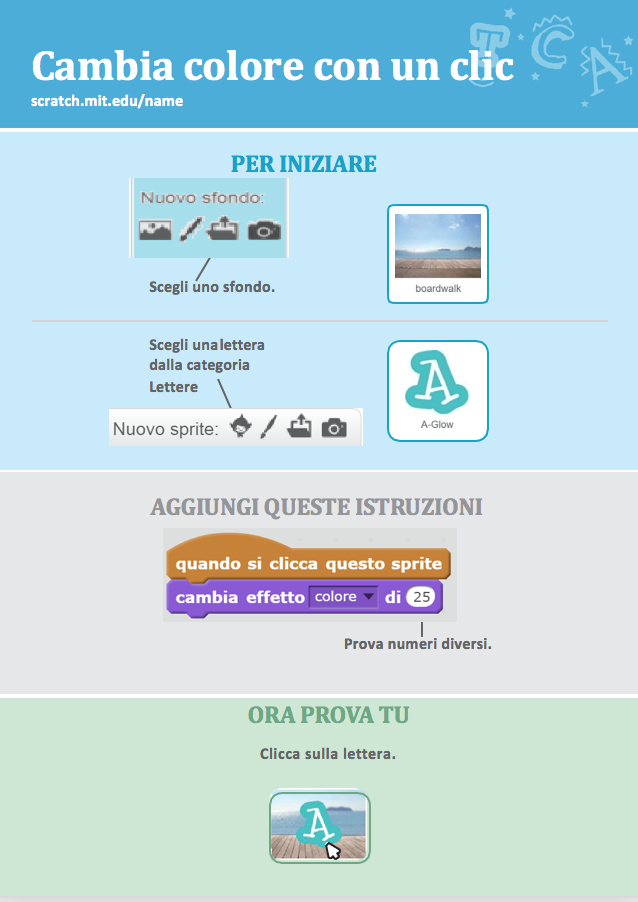 Cambia colore con un clic
scratch.mit.edu/name
T C A
PER INIZIARE
Nuovo sfondo:
Scegli uno sfondo.
boardwalk
Scegli una lettera
dalla categoria
Lettere
Nuovo sprite:
A
A-Glow
AGGIUNGI QUESTE ISTRUZIONI
quando si clicca questo sprite
cambia effetto colore di 25
Prova numeri diversi.
ORA PROVA TU
Clicca sulla lettera.
A